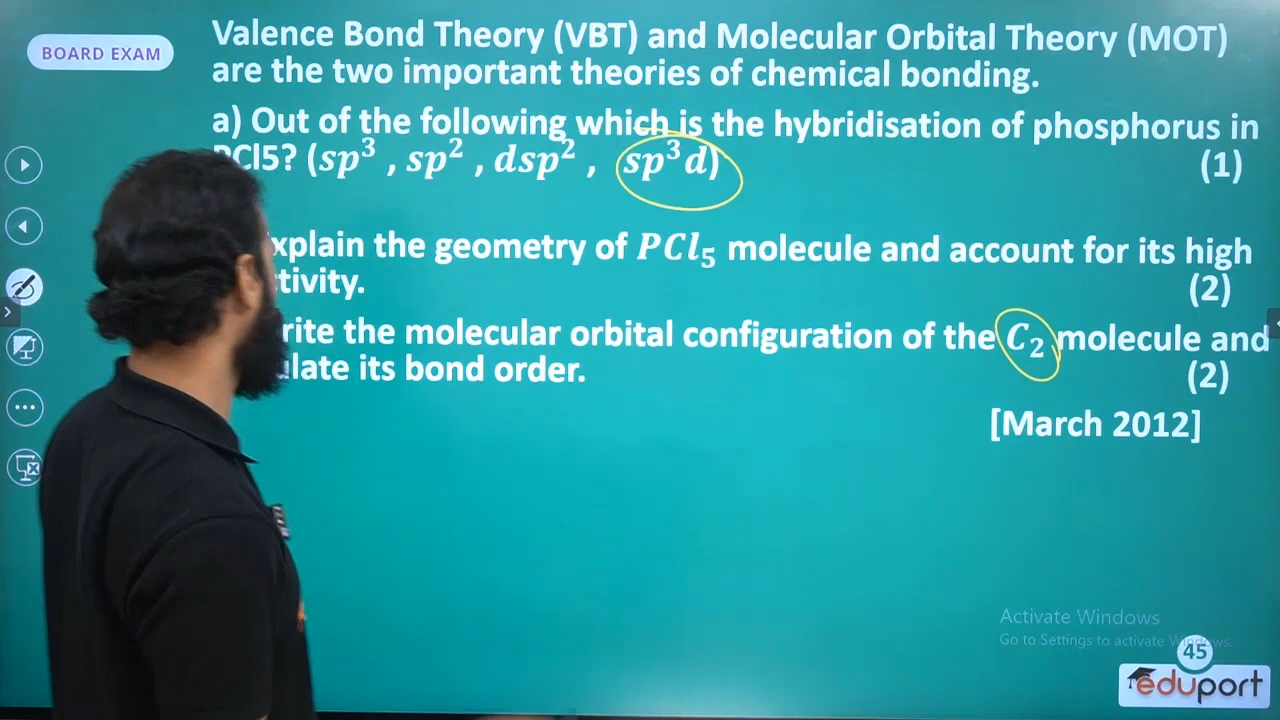 BOARD EXAM
Valence Bond Theory (VBT) and Molecular Orbital Theory (MOT)
are the two important theories of chemical bonding.
a) Out of the following which is the hybridisation of phosphorus in
PCl5? (sp³ , sp² , dsp² , sp³d) (1)
xplain the geometry of PCl₅ molecule and account for its high
tivity. (2)
rite the molecular orbital configuration of the C₂ molecule and
ulate its bond order. (2)
[March 2012]
Activate Windows
Go to Settings to activate Windows.
45
eduport